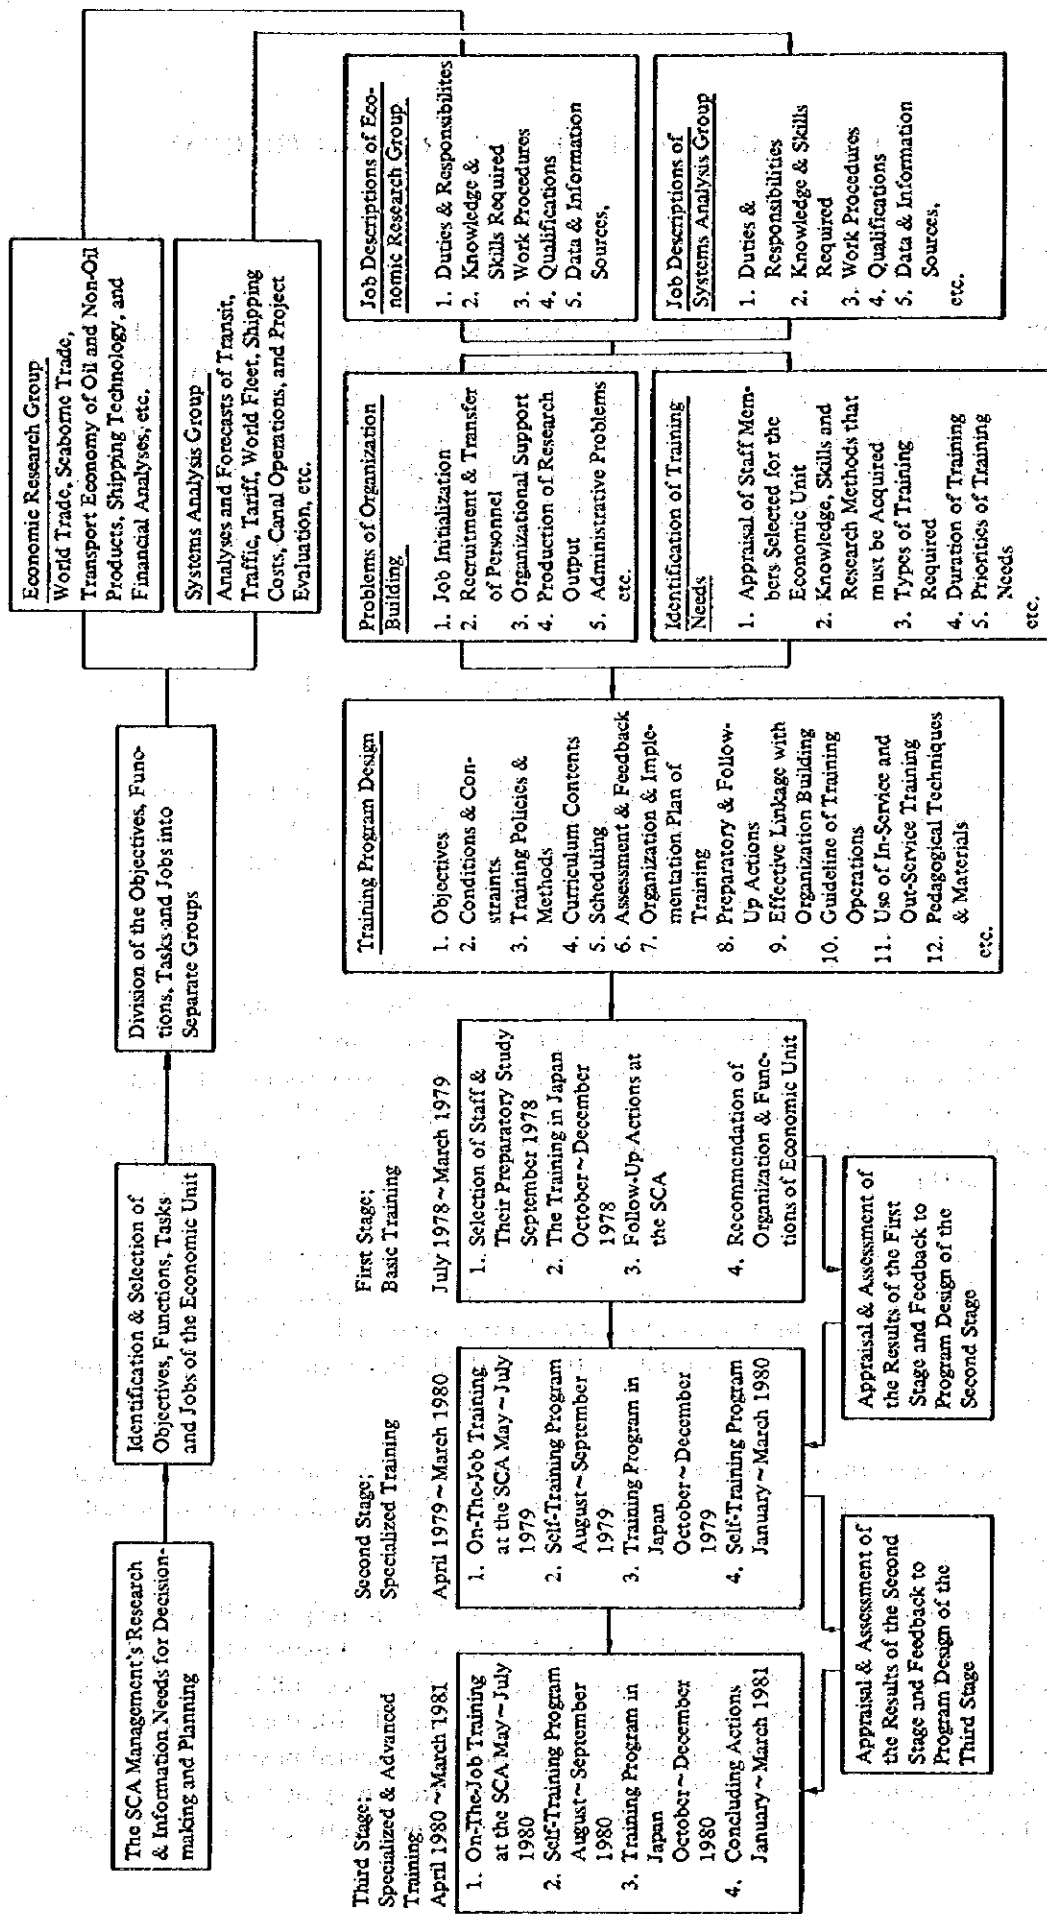 The SCA Management's Research
& Information Needs for Decision-
making and Planning
Identification & Selection of
Objectives, Functions, Tasks
and Jobs of the Economic Unit
Division of the Objectives, Func-
tions, Tasks and Jobs into
Separate Groups
Economic Research Group
World Trade, Seaborne Trade,
Transport Economy of Oil and Non-Oil
Products, Shipping Technology, and
Financial Analyses, etc.
Systems Analysis Group
Analyses and Forecasts of Transit,
Traffic, Tariff, World Fleet, Shipping
Costs, Canal Operations, and Project
Evaluation, etc.
Job Descriptions of Eco-
nomic Research Group
1. Duties & Responsibilites
2. Knowledge &
Skills Required
3. Work Procedures
4. Qualifications
5. Data & Information
Sources,
Job Descriptions of
Systems Analysis Group
1. Duties &
Responsibilities
2. Knowledge & Skills
Required
3. Work Procedures
4. Qualifications
5. Data & Information
Sources,
etc.
Problems of Organization
Building
1. Job Initialization
2. Recruitment & Transfer
of Personnel
3. Organizational Support
4. Production of Research
Output
5. Administrative Problems
etc.
Identification of Training
Needs
1. Appraisal of Staff Mem-
bers Selected for the
Economic Unit
2. Knowledge, Skills and
Research Methods that
must be Acquired
3. Types of Training
Required
4. Duration of Training
5. Priorities of Training
Needs
etc.
Training Program Design
1. Objectives
2. Conditions & Con-
straints
3. Training Policies &
Methods
4. Curriculum Contents
5. Scheduling
6. Assessment & Feedback
7. Organization & Imple-
mentation Plan of
Training
8. Preparatory & Follow-
Up Actions
9. Effective Linkage with
Organization Building
10. Guideline of Training
Operations
11. Use of In-Service and
Out-Service Training
12. Pedagogical Techniques
& Materials
etc.
First Stage;
Basic Training
July 1978~March 1979
1. Selection of Staff &
Their Preparatory Study
September 1978
2. The Training in Japan
October~December
1978
3. Follow-Up Actions at
the SCA
4. Recommendation of
Organization & Func-
tions of Economic Unit
Appraisal & Assessment of
the Results of the First
Stage and Feedback to
Program Design of the
Second Stage
Second Stage;
Specialized Training
April 1979~March 1980
1. On-The-Job Training
at the SCA May~July
1979
2. Self-Training Program
August~September
1979
3. Training Program in
Japan
October~December
1979
4. Self-Training Program
January~March 1980
Appraisal & Assessment of
the Results of the Second
Stage and Feedback to
Program Design of the
Third Stage
Third Stage;
Specialized & Advanced
Training
April 1980~March 1981
1. On-The-Job Training
at the SCA May~July
1980
2. Self-Training Program
August~September
1980
3. Training Program in
Japan
October~December
1980
4. Concluding Actions
January~March 1981